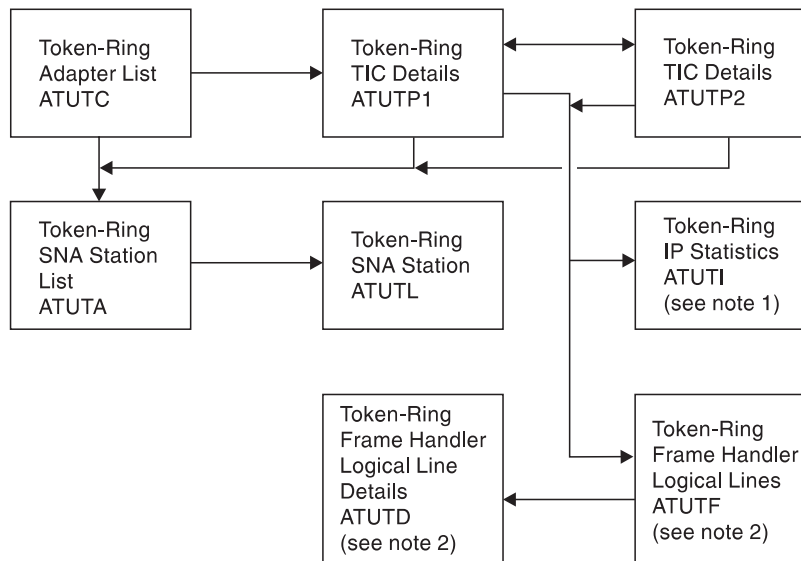 Token-Ring
Adapter List
ATUTC
Token-Ring
TIC Details
ATUTP1
Token-Ring
TIC Details
ATUTP2
Token-Ring
SNA Station
List
ATUTA
Token-Ring
SNA Station
ATUTL
Token-Ring
IP Statistics
ATUTI
(see note 1)
Token-Ring
Frame Handler
Logical Line
Details
ATUTD
(see note 2)
Token-Ring
Frame Handler
Logical Lines
ATUTF
(see note 2)